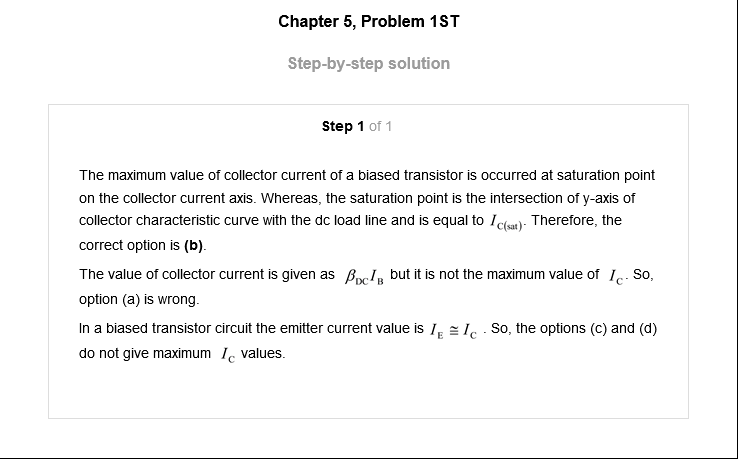 Chapter 5, Problem 1ST
Step-by-step solution
Step 1 of 1
The maximum value of collector current of a biased transistor is occurred at saturation point
on the collector current axis. Whereas, the saturation point is the intersection of y-axis of
collector characteristic curve with the dc load line and is equal to I_C(sat). Therefore, the
correct option is (b).
The value of collector current is given as β_DC I_B but it is not the maximum value of I_C. So,
option (a) is wrong.
In a biased transistor circuit the emitter current value is I_E ≅ I_C . So, the options (c) and (d)
do not give maximum I_C values.